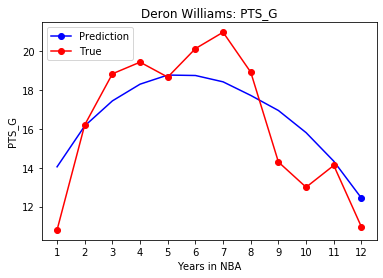 Deron Williams: PTS_G
Prediction
True
PTS_G
20
18
16
14
12
1 2 3 4 5 6 7 8 9 10 11 12
Years in NBA